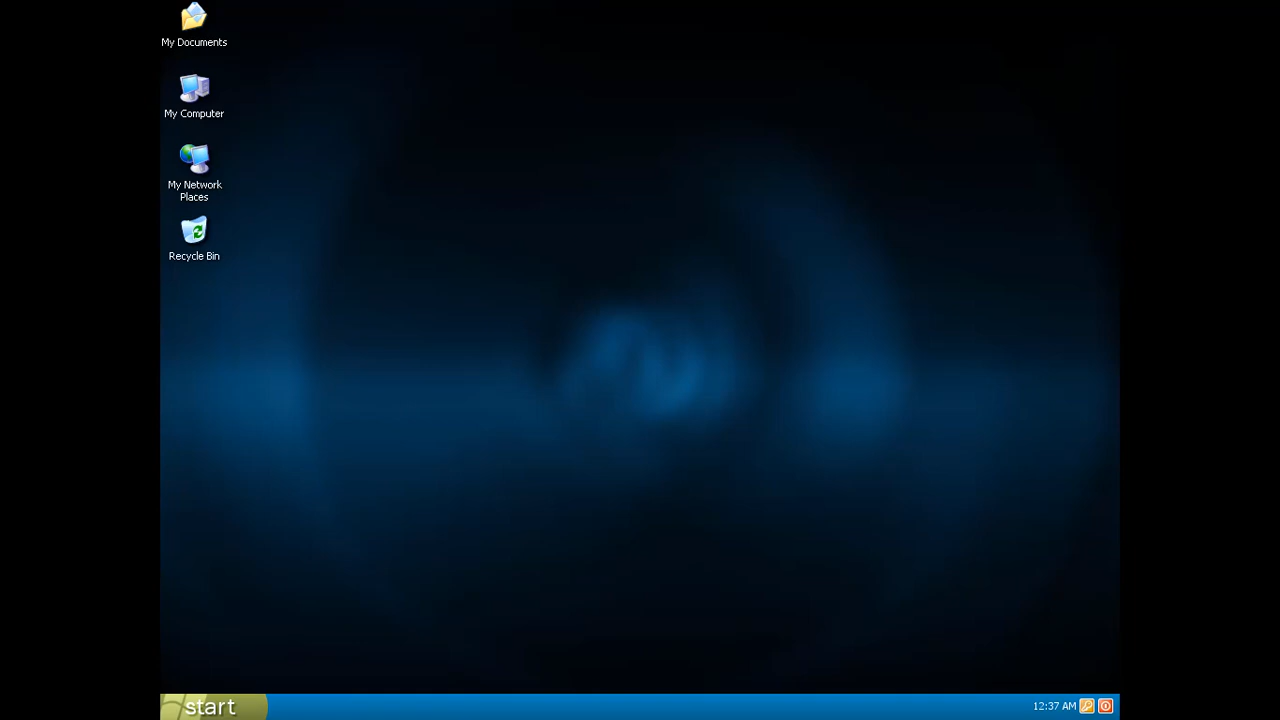 My Documents
My Computer
My Network
Places
Recycle Bin
start
12:37 AM